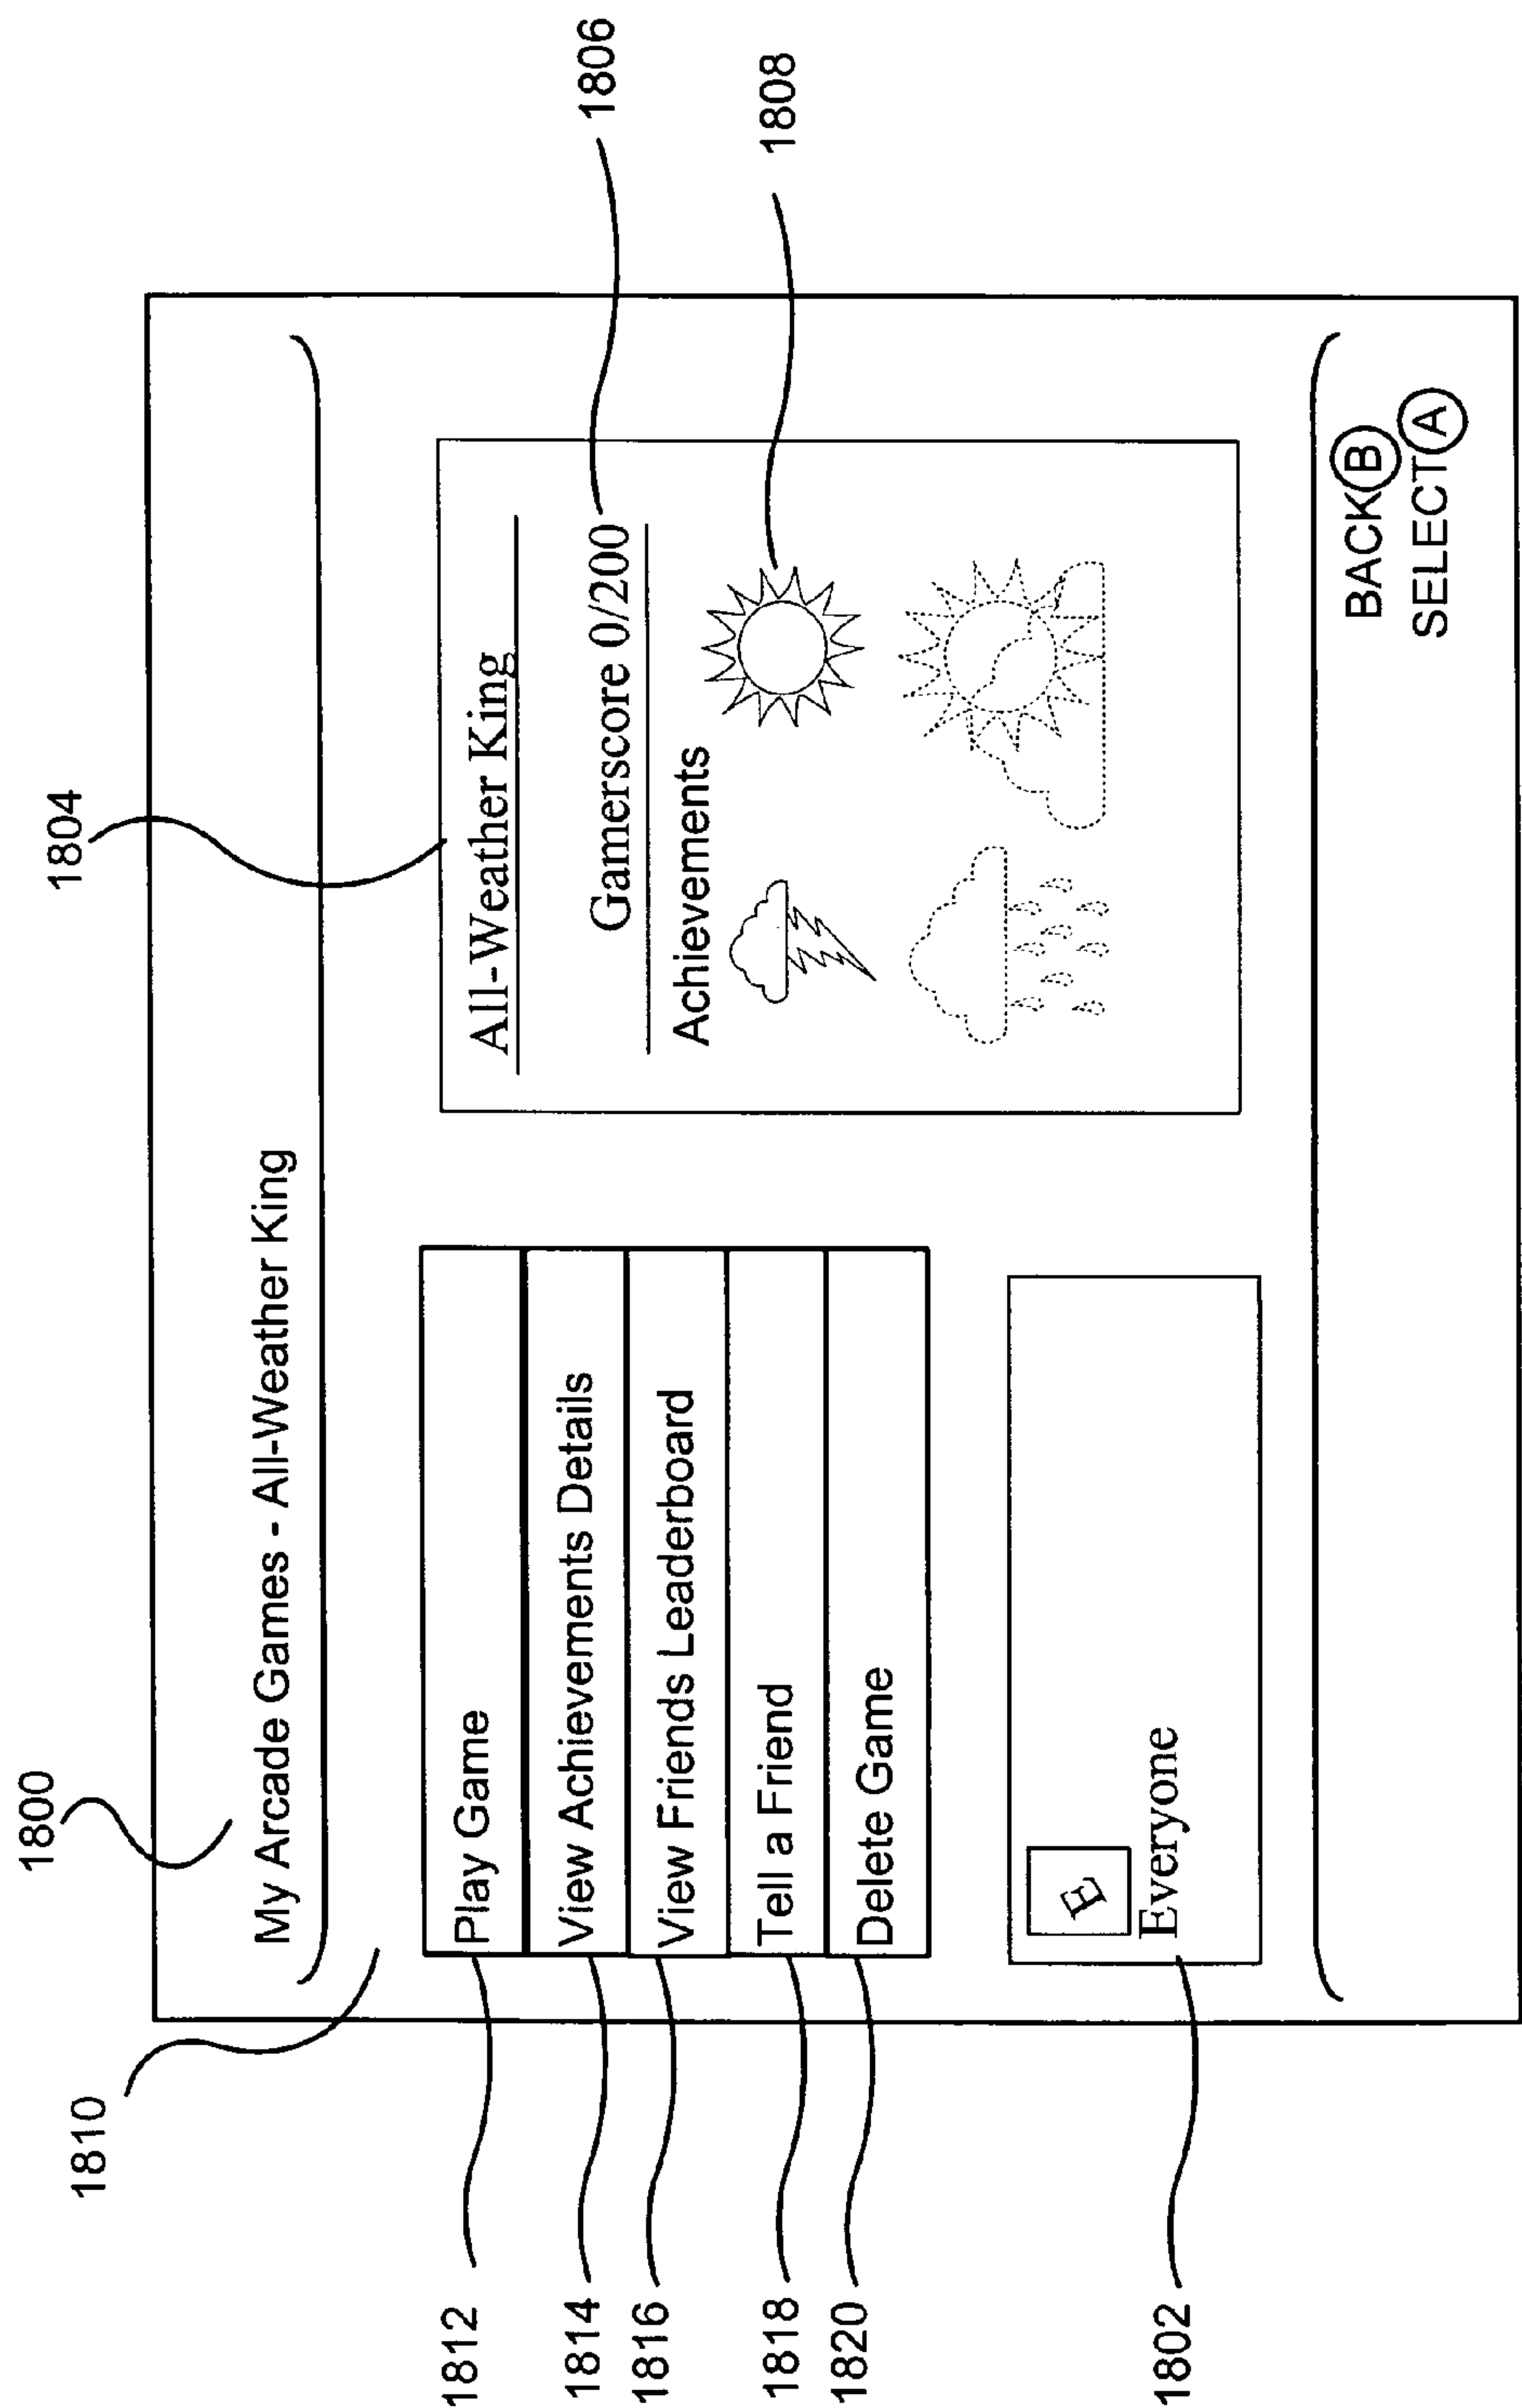 1800
1804
1806
1808
1810
1812
1814
1816
1818
1820
1802
My Arcade Games - All-Weather King
Play Game
View Achievements Details
View Friends Leaderboard
Tell a Friend
Delete Game
E
Everyone
All-Weather King
Gamerscore 0/200
Achievements
BACK B
SELECT A